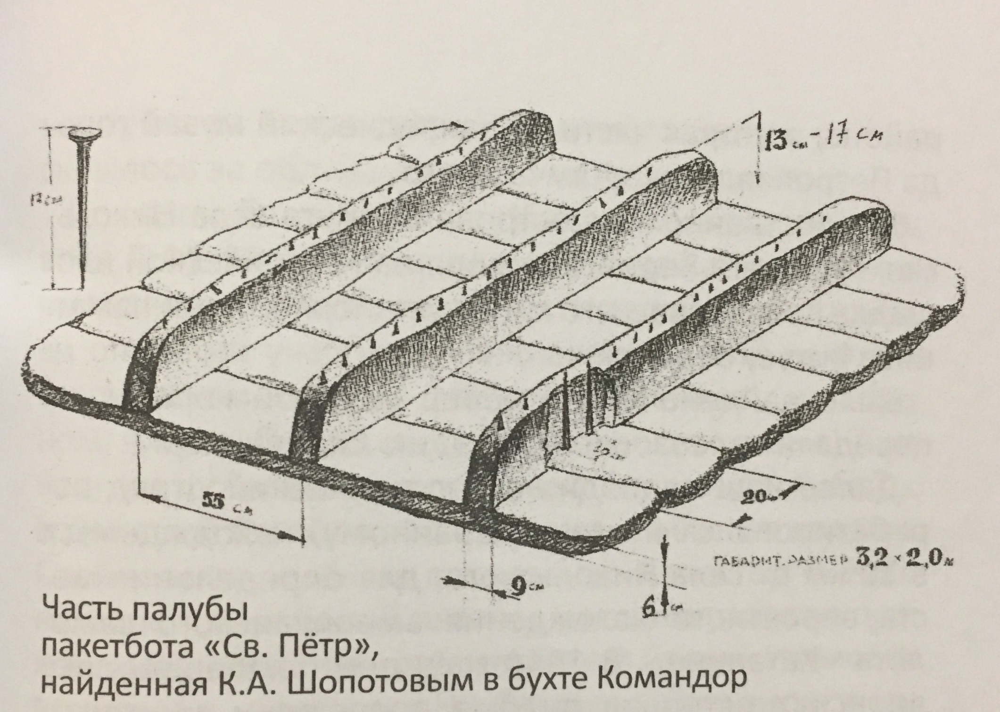 13 см - 17 см
55 см
20
9 см
6 см
ГАБАРИТ. РАЗМЕР 3,2 × 2,0 м
Часть палубы
пакетбота «Св. Пётр»,
найденная К.А. Шопотовым в бухте Командор